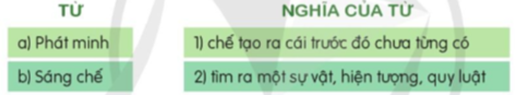 TỪ NGHĨA CỦA TỪ
a) Phát minh 1) chế tạo ra cái trước đó chưa từng có
b) Sáng chế 2) tìm ra một sự vật, hiện tượng, quy luật